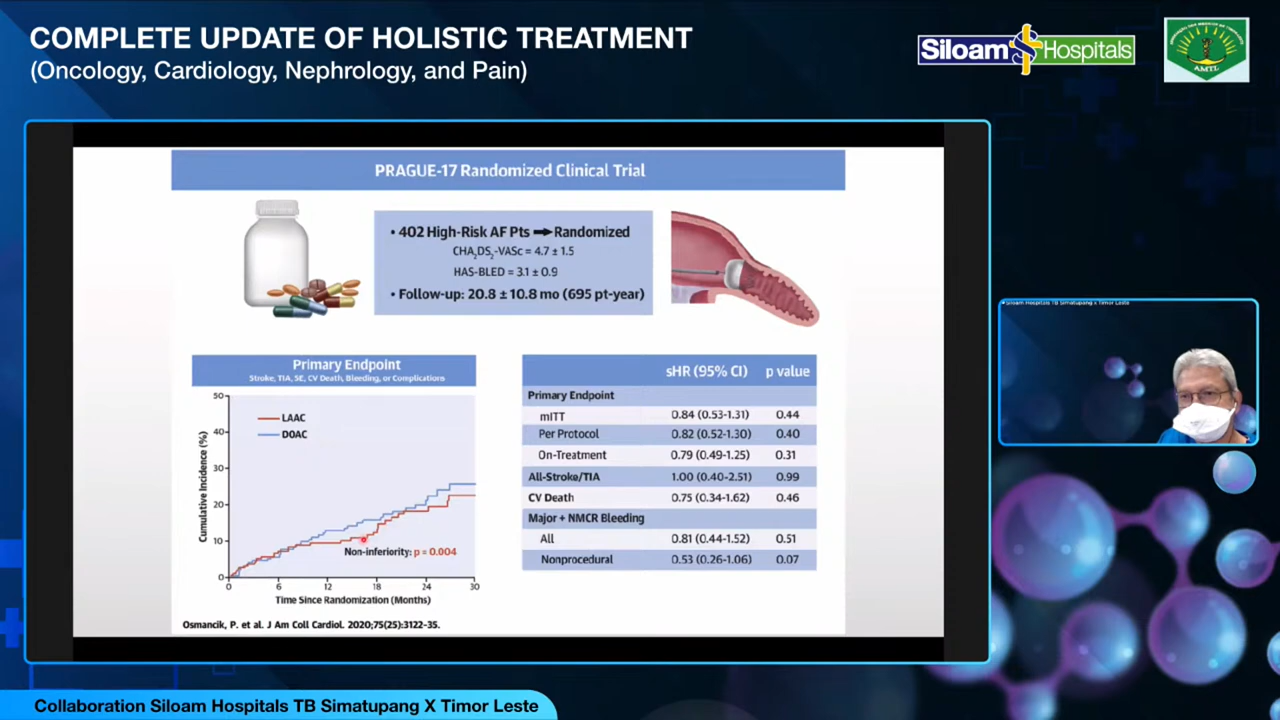 COMPLETE UPDATE OF HOLISTIC TREATMENT
(Oncology, Cardiology, Nephrology, and Pain)
Siloam Hospitals
AMTL
PRAGUE-17 Randomized Clinical Trial
• 402 High-Risk AF Pts ➡Randomized
CHA₂DS₂-VASc = 4.7 ± 1.5
HAS-BLED = 3.1 ± 0.9
• Follow-up: 20.8 ± 10.8 mo (695 pt-year)
Primary Endpoint
Stroke, TIA, SE, CV Death, Bleeding, or Complications
50
40
30
20
10
0
Cumulative Incidence (%)
LAAC
DOAC
Non-inferiority: p = 0.004
0 6 12 18 24 30
Time Since Randomization (Months)
sHR (95% CI) p value
Primary Endpoint
mITT 0.84 (0.53-1.31) 0.44
Per Protocol 0.82 (0.52-1.30) 0.40
On-Treatment 0.79 (0.49-1.25) 0.31
All-Stroke/TIA 1.00 (0.40-2.51) 0.99
CV Death 0.75 (0.34-1.62) 0.46
Major + NMCR Bleeding
All 0.81 (0.44-1.52) 0.51
Nonprocedural 0.53 (0.26-1.06) 0.07
Osmancik, P. et al. J Am Coll Cardiol. 2020;75(25):3122-35.
Siloam Hospitals TB Simatupang X Timor Leste
Collaboration Siloam Hospitals TB Simatupang X Timor Leste